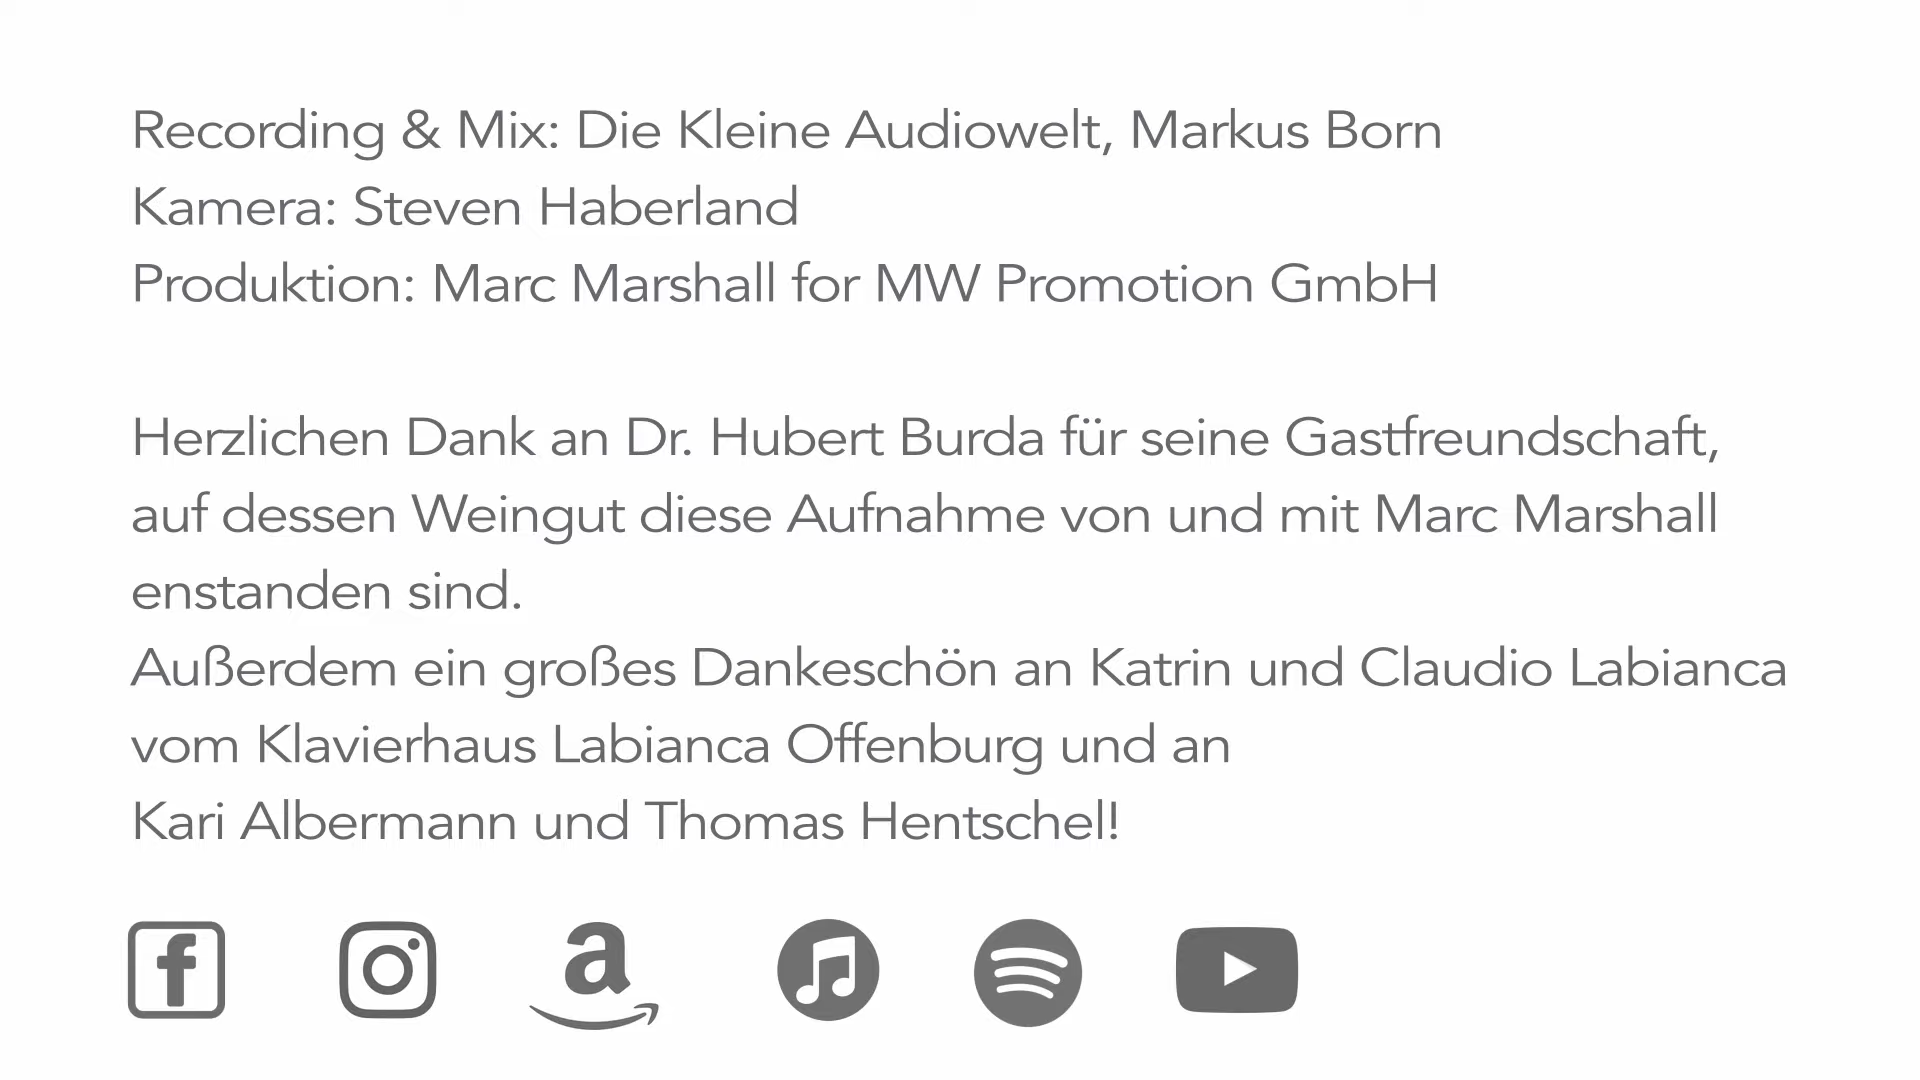 Recording & Mix: Die Kleine Audiowelt, Markus Born
Kamera: Steven Haberland
Produktion: Marc Marshall for MW Promotion GmbH
Herzlichen Dank an Dr. Hubert Burda für seine Gastfreundschaft,
auf dessen Weingut diese Aufnahme von und mit Marc Marshall
enstanden sind.
Außerdem ein großes Dankeschön an Katrin und Claudio Labianca
vom Klavierhaus Labianca Offenburg und an
Kari Albermann und Thomas Hentschel!